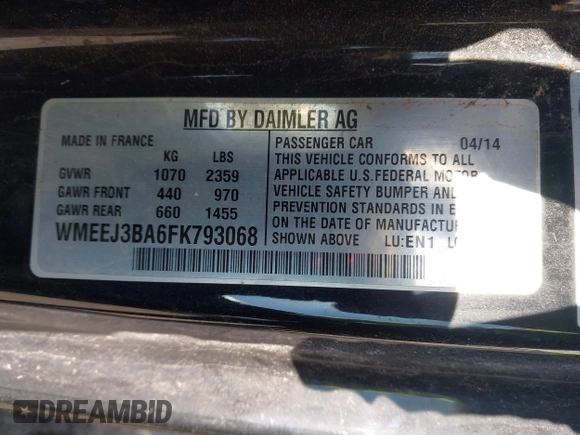 MFD BY DAIMLER AG
MADE IN FRANCE
KG LBS
GVWR 1070 2359
GAWR FRONT 440 970
GAWR REAR 660 1455
WMEEJ3BA6FK793068
PASSENGER CAR 04/14
THIS VEHICLE CONFORMS TO ALL
APPLICABLE U.S.FEDERAL MOTOR
VEHICLE SAFETY BUMPER AND
PREVENTION STANDARDS IN
ON THE DATE OF MANUFACTUR
SHOWN ABOVE LU:EN1
DREAMBID